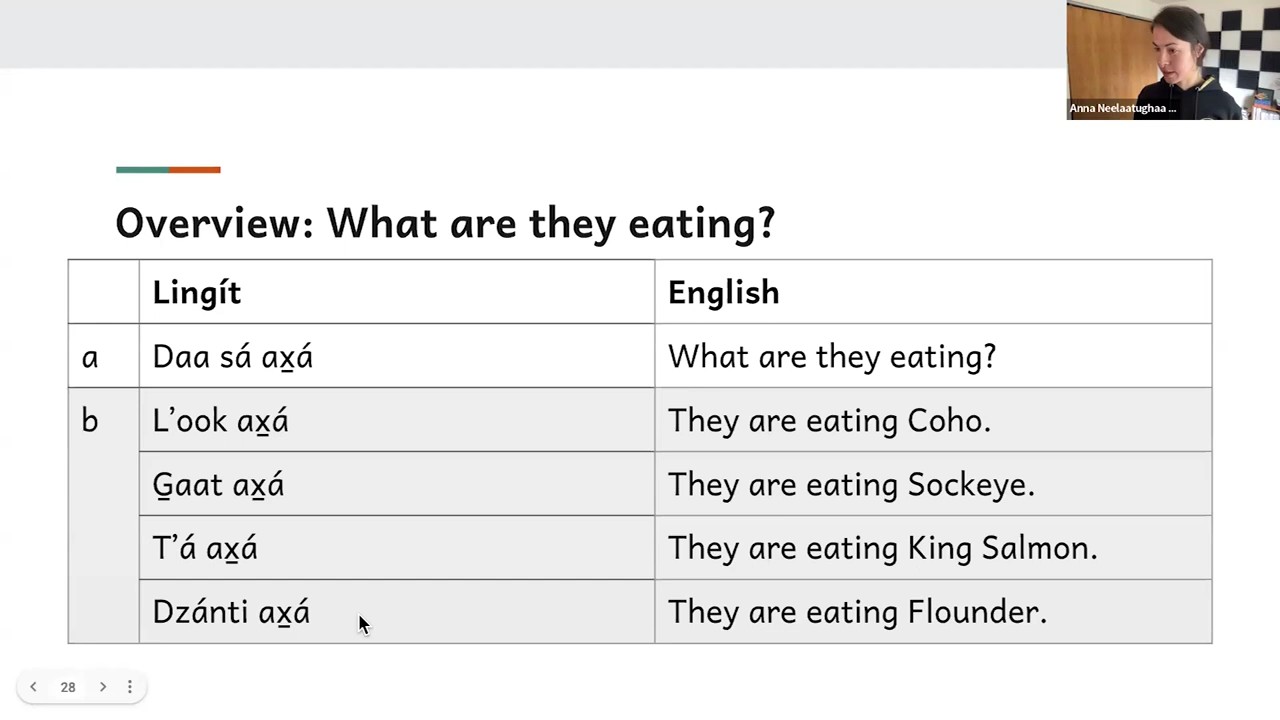 Anna Neelaatughaa ...
Overview: What are they eating?
Lingít English
a Daa sá ax̲á What are they eating?
b L’ook ax̲á They are eating Coho.
G̲aat ax̲á They are eating Sockeye.
T’á ax̲á They are eating King Salmon.
Dzánti ax̲á They are eating Flounder.
28